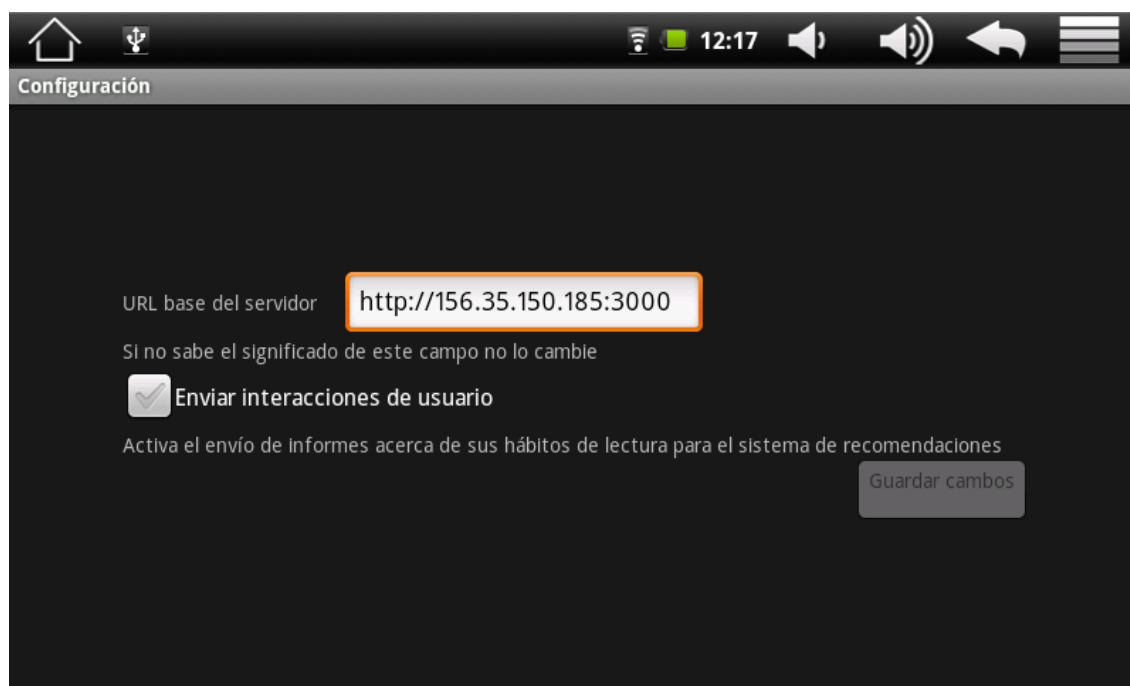 12:17
Configuración
URL base del servidor http://156.35.150.185:3000
Si no sabe el significado de este campo no lo cambie
Enviar interacciones de usuario
Activa el envío de informes acerca de sus hábitos de lectura para el sistema de recomendaciones
Guardar cambos